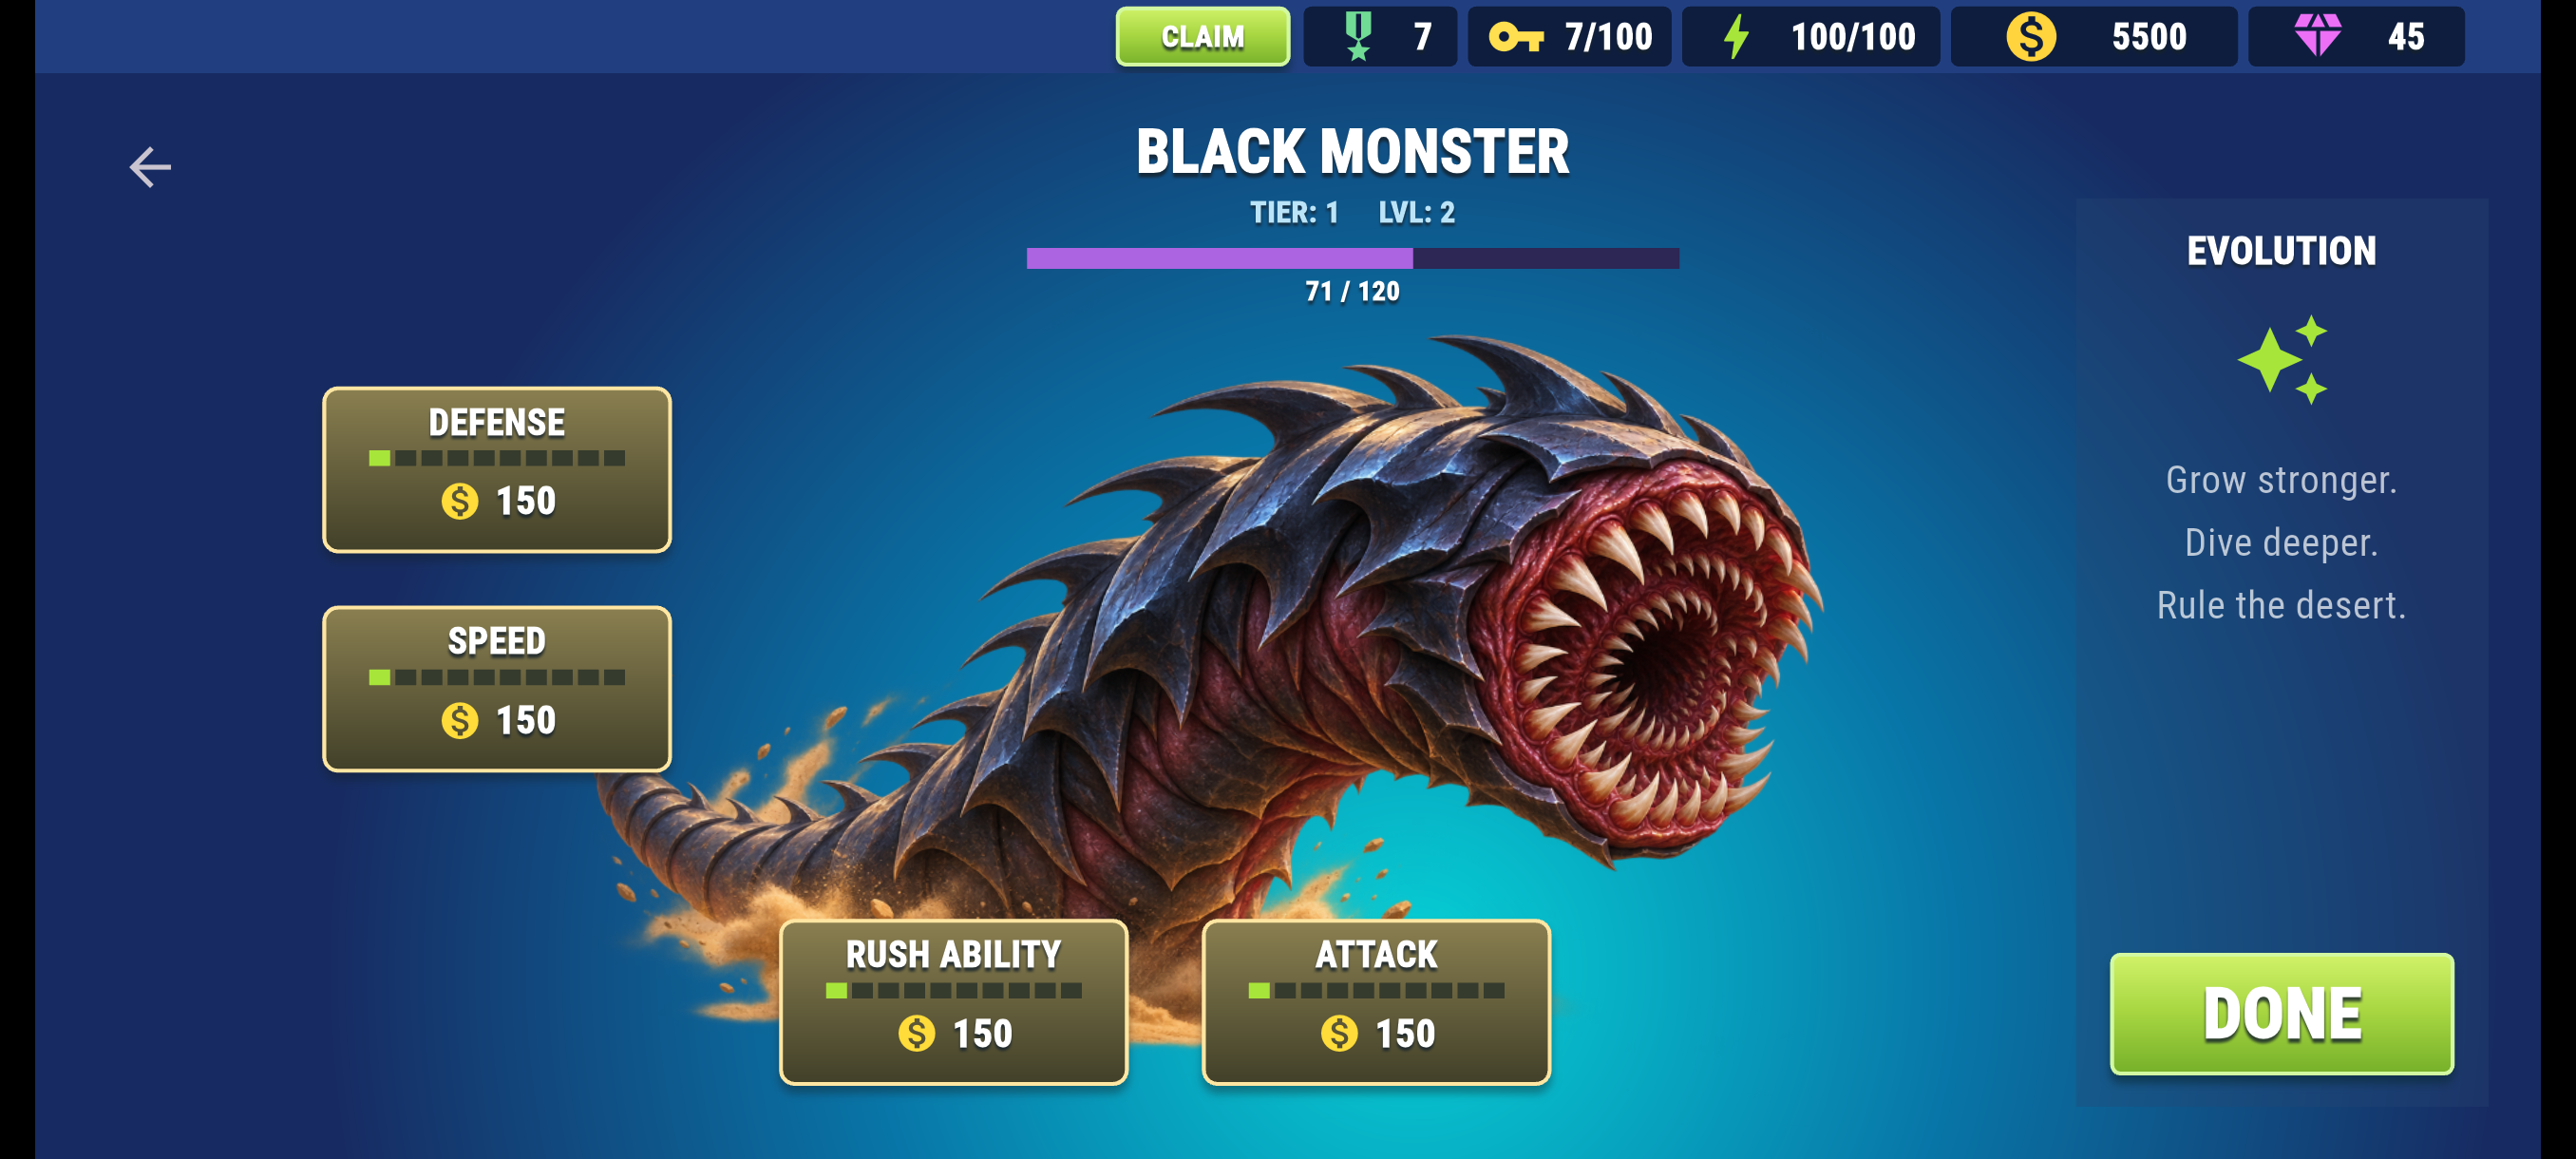 CLAIM 7 7/100 100/100 5500 45
BLACK MONSTER
TIER: 1 LVL: 2
71 / 120
DEFENSE
150
SPEED
150
RUSH ABILITY
150
ATTACK
150
EVOLUTION
Grow stronger.
Dive deeper.
Rule the desert.
DONE